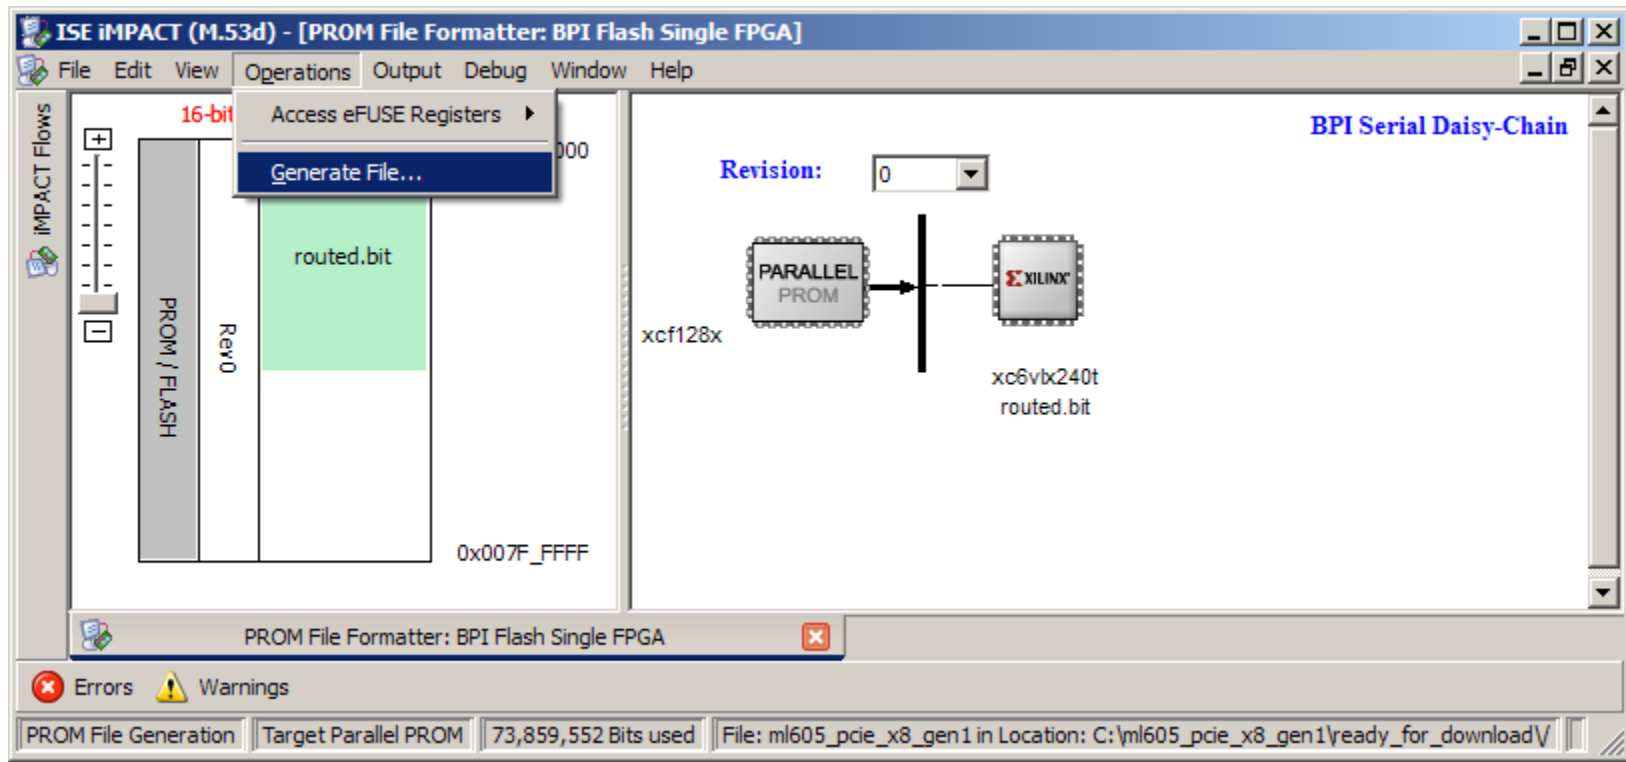 ISE iMPACT (M.53d) - [PROM File Formatter: BPI Flash Single FPGA]
File Edit View Operations Output Debug Window Help
iMPACT Flows
16-bit
Access eFUSE Registers
Generate File...
000
routed.bit
PROM / FLASH
Rev0
0x007F_FFFF
BPI Serial Daisy-Chain
Revision: 0
PARALLEL
PROM
XILINX
xcf128x
xc6vlx240t
routed.bit
PROM File Formatter: BPI Flash Single FPGA
Errors Warnings
PROM File Generation Target Parallel PROM 73,859,552 Bits used File: ml605_pcie_x8_gen1 in Location: C:\ml605_pcie_x8_gen1\ready_for_download\/